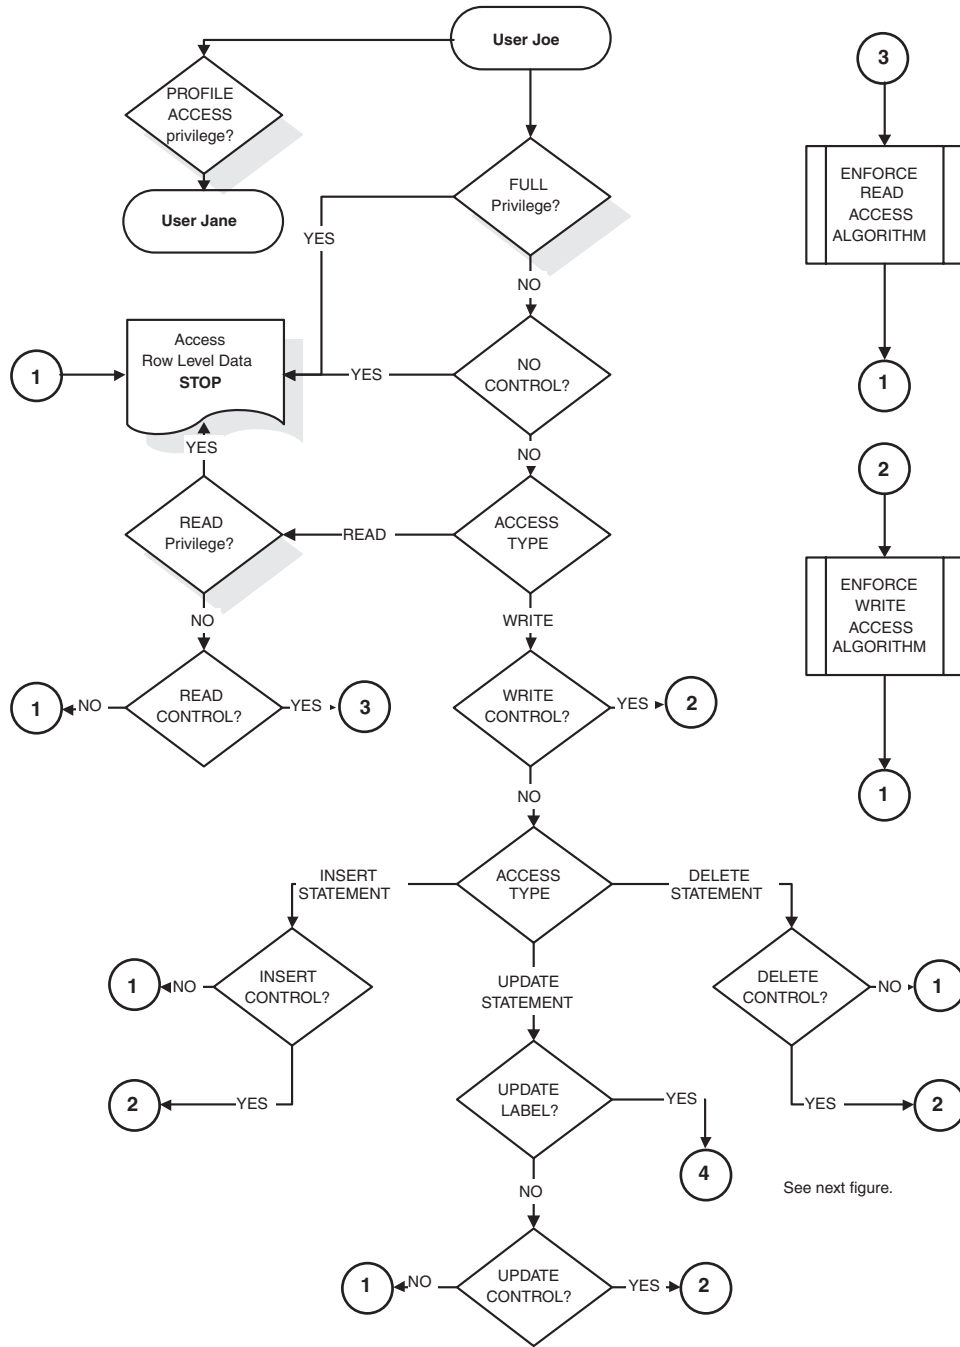 User Joe
3
PROFILE
ACCESS
privilege?
ENFORCE
READ
ACCESS
ALGORITHM
FULL
Privilege?
User Jane
YES
NO
Access
Row Level Data
STOP
1
YES
NO
CONTROL?
1
YES
NO
2
READ
Privilege?
READ
ACCESS
TYPE
ENFORCE
WRITE
ACCESS
ALGORITHM
NO
WRITE
1
NO
READ
CONTROL?
YES
3
WRITE
CONTROL?
YES
2
NO
1
INSERT
STATEMENT
ACCESS
TYPE
DELETE
STATEMENT
1
NO
INSERT
CONTROL?
UPDATE
STATEMENT
DELETE
CONTROL?
NO
1
2
YES
UPDATE
LABEL?
YES
YES
2
4
See next figure.
NO
1
NO
UPDATE
CONTROL?
YES
2